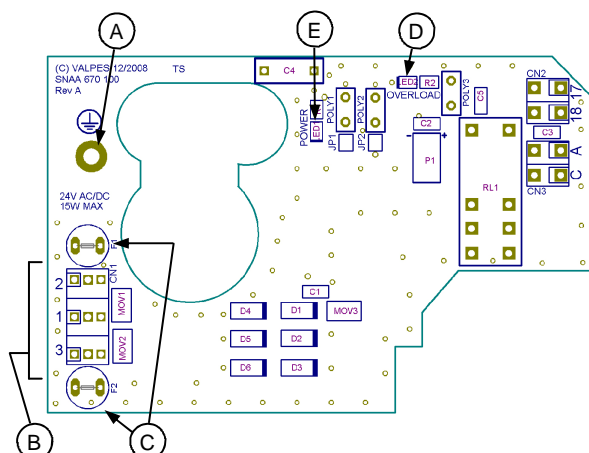 A
E
D
(C) VALPES 12/2008
SNAA 670 100
Rev A
TS
C4
POWER
LED1
POLY1
POLY2
JP1
JP2
LED2
R2
OVERLOAD
POLY3
C5
C2
-
+
P1
RL1
CN2
17
18
C3
A
C
CN3
24V AC/DC
15W MAX
F1
CN1
2
1
3
MOV1
MOV2
F2
C1
D4
D1
MOV3
D5
D2
D6
D3
B
C